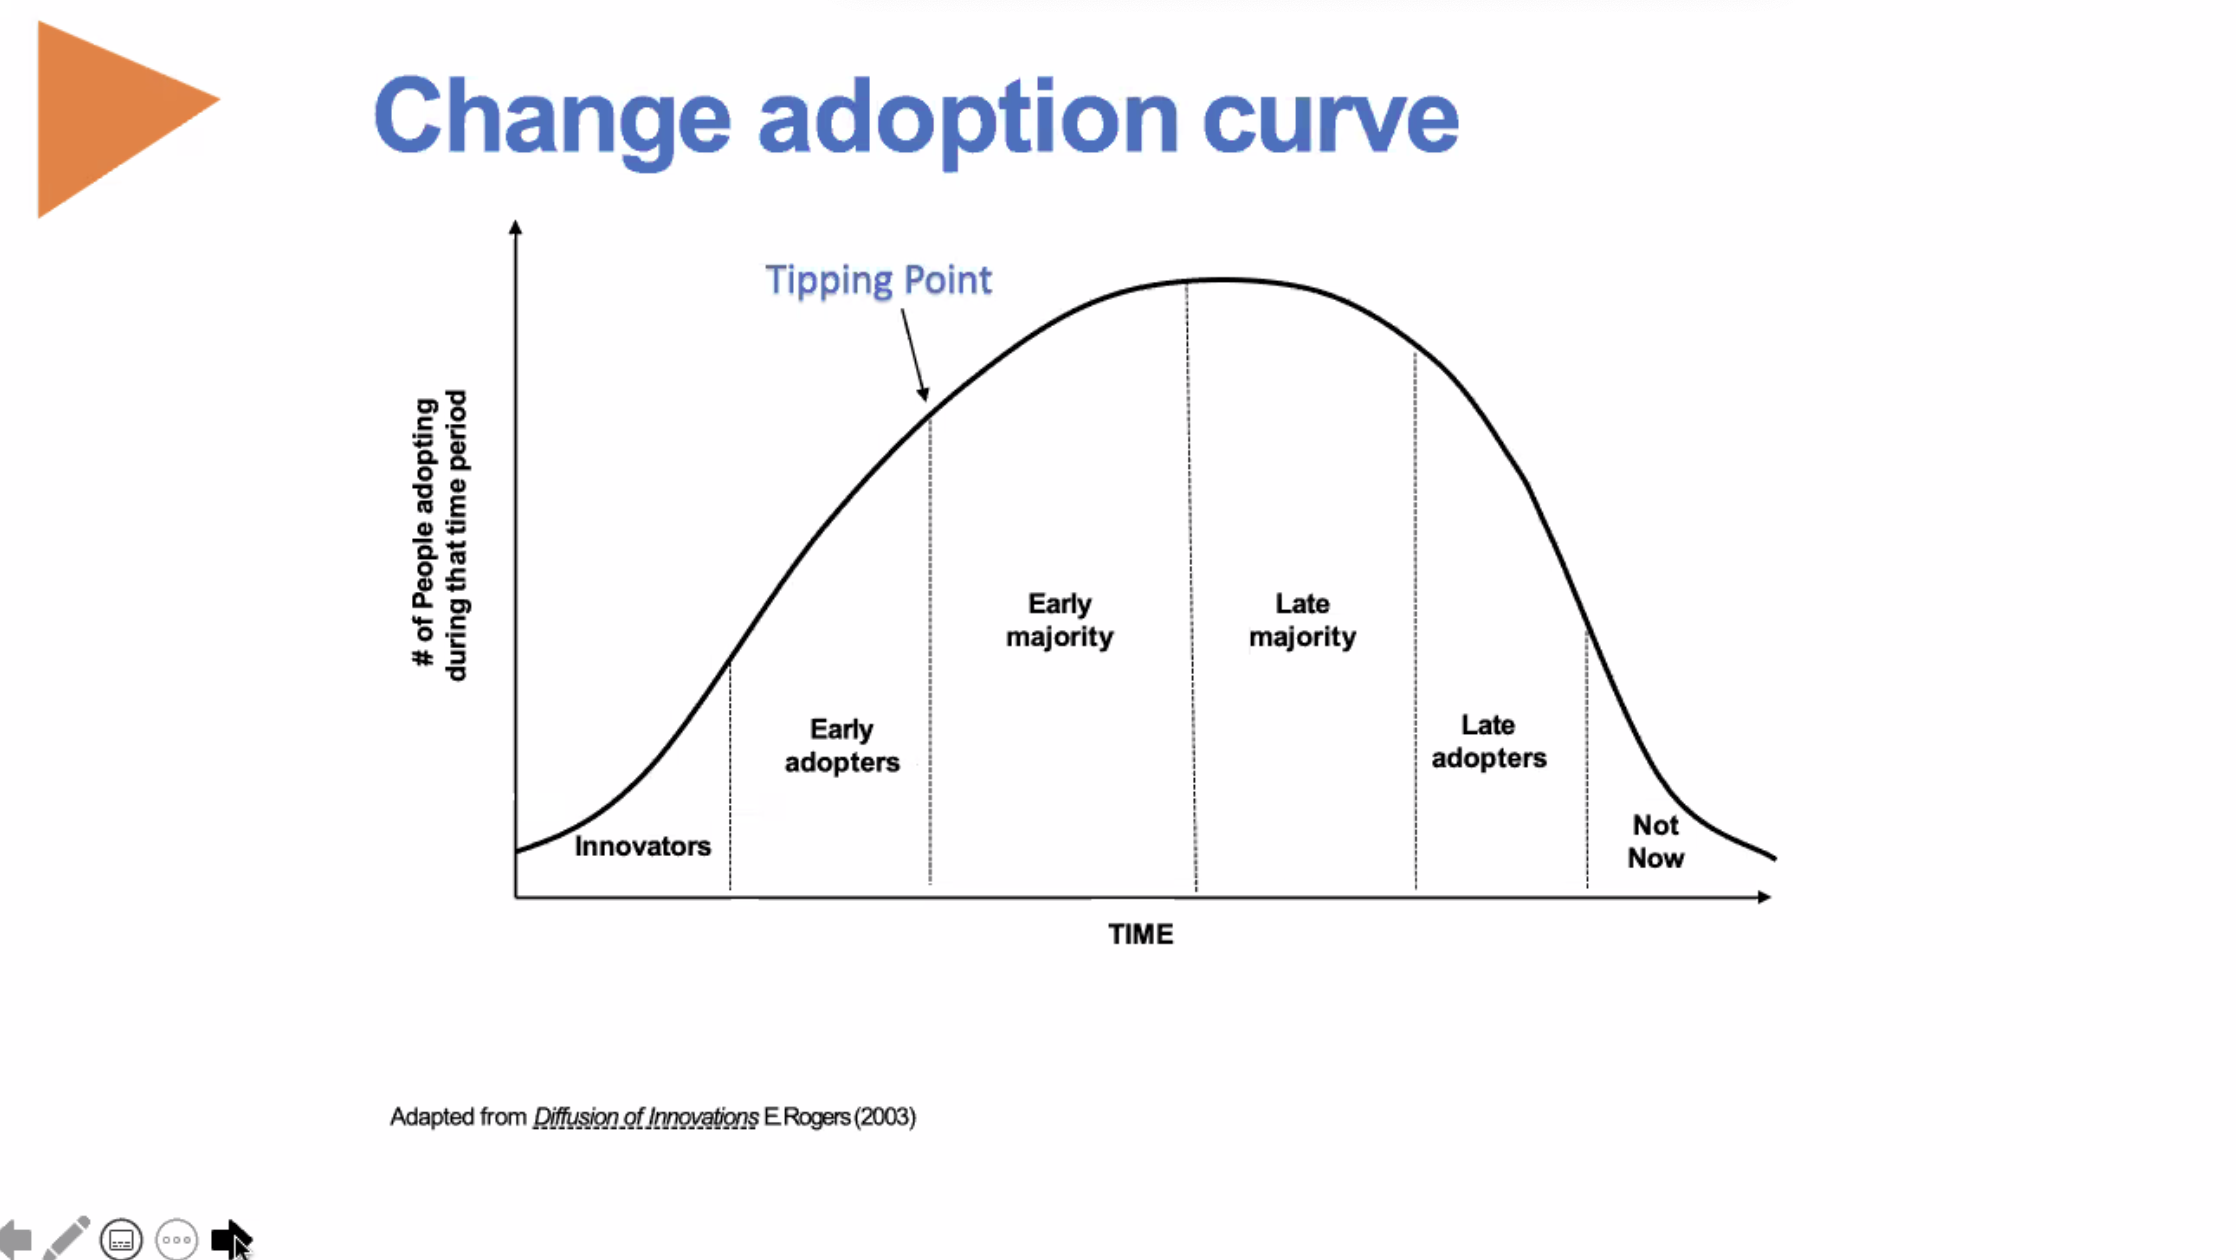 Change adoption curve
Tipping Point
# of People adopting
during that time period
Early
majority
Late
majority
Early
adopters
Late
adopters
Innovators
Not
Now
TIME
Adapted from Diffusion of Innovations E.Rogers (2003)